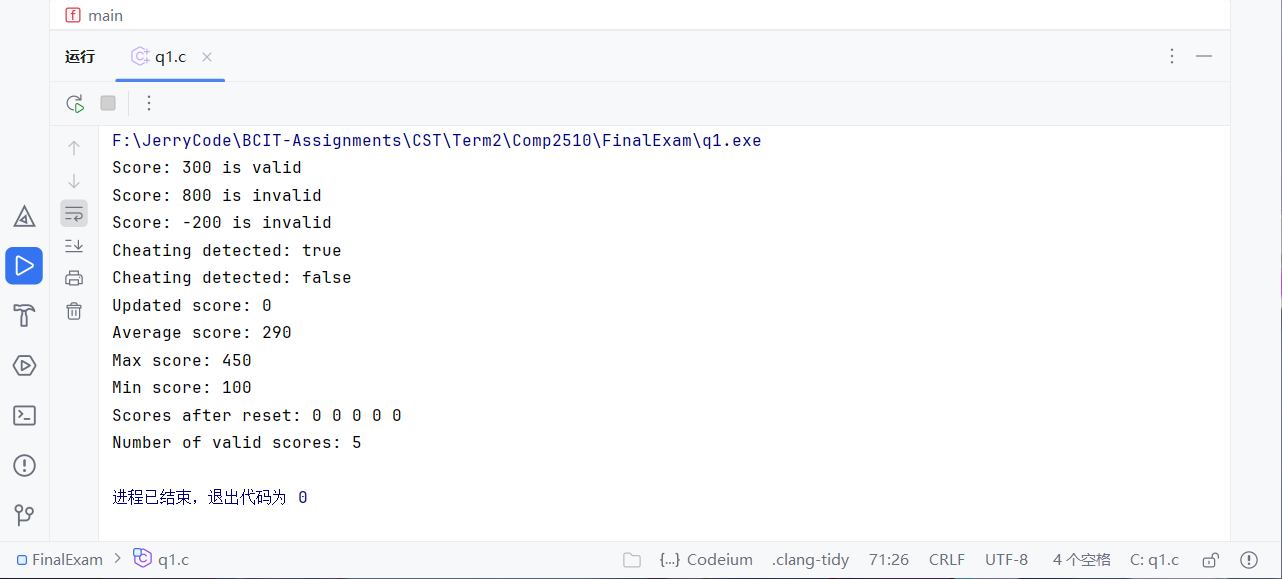 main
运行 q1.c
F:\JerryCode\BCIT-Assignments\CST\Term2\Comp2510\FinalExam\q1.exe
Score: 300 is valid
Score: 800 is invalid
Score: -200 is invalid
Cheating detected: true
Cheating detected: false
Updated score: 0
Average score: 290
Max score: 450
Min score: 100
Scores after reset: 0 0 0 0 0
Number of valid scores: 5
进程已结束，退出代码为 0
FinalExam > q1.c {...} Codeium .clang-tidy 71:26 CRLF UTF-8 4 个空格 C: q1.c